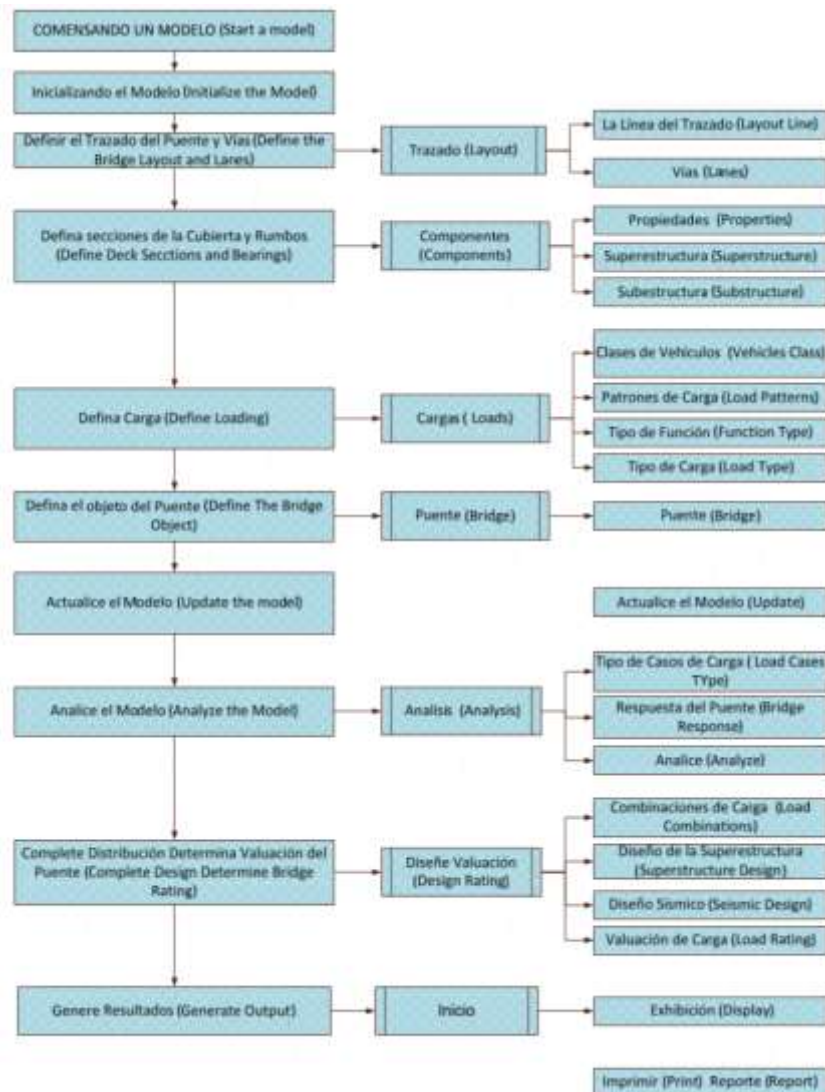 COMENSANDO UN MODELO (Start a model)
Inicializando el Modelo (Initialize the Model)
Definir el Trazado del Puente y Vías (Define the
Bridge Layout and Lares)
Trazado (Layout)
La Línea del Trazado (Layout Line)
Vías (Lanes)
Defina secciones de la Cubierta y Rumbos
(Define Deck Secctions and Bearings)
Componentes
(Components)
Propiedades (Properties)
Superestructura (Superstructure)
Subestructura (Substructure)
Defina Carga (Define Loading)
Cargas ( Loads)
Clases de Vehículos (Vehicles Class)
Patrones de Carga (Load Patterns)
Tipo de Función (Function Type)
Tipo de Carga (Load Type)
Defina el objeto del Puente (Define The Bridge
Object)
Puente (Bridge)
Puente (Bridge)
Actualice el Modelo (Update the model)
Actualice el Modelo (Update)
Analice el Modelo (Analyze the Model)
Analisis (Analysis)
Tipo de Casos de Carga ( Load Cases
TYpe)
Respuesta del Puente (Bridge
Response)
Analice (Analyze)
Complete Distribución Determina Valuación del
Puente (Complete Design Determine Bridge
Rating)
Diseñe Valuación
(Design Rating)
Combinaciones de Carga (Load
Combinations)
Diseño de la Superestructura
(Superstructure Design)
Diseño Sísmico (Seismic Design)
Valuación de Carga (Load Rating)
Genere Resultados (Generate Output)
Inicio
Exhibición (Display)
Imprimir (Print) Reporte (Report)